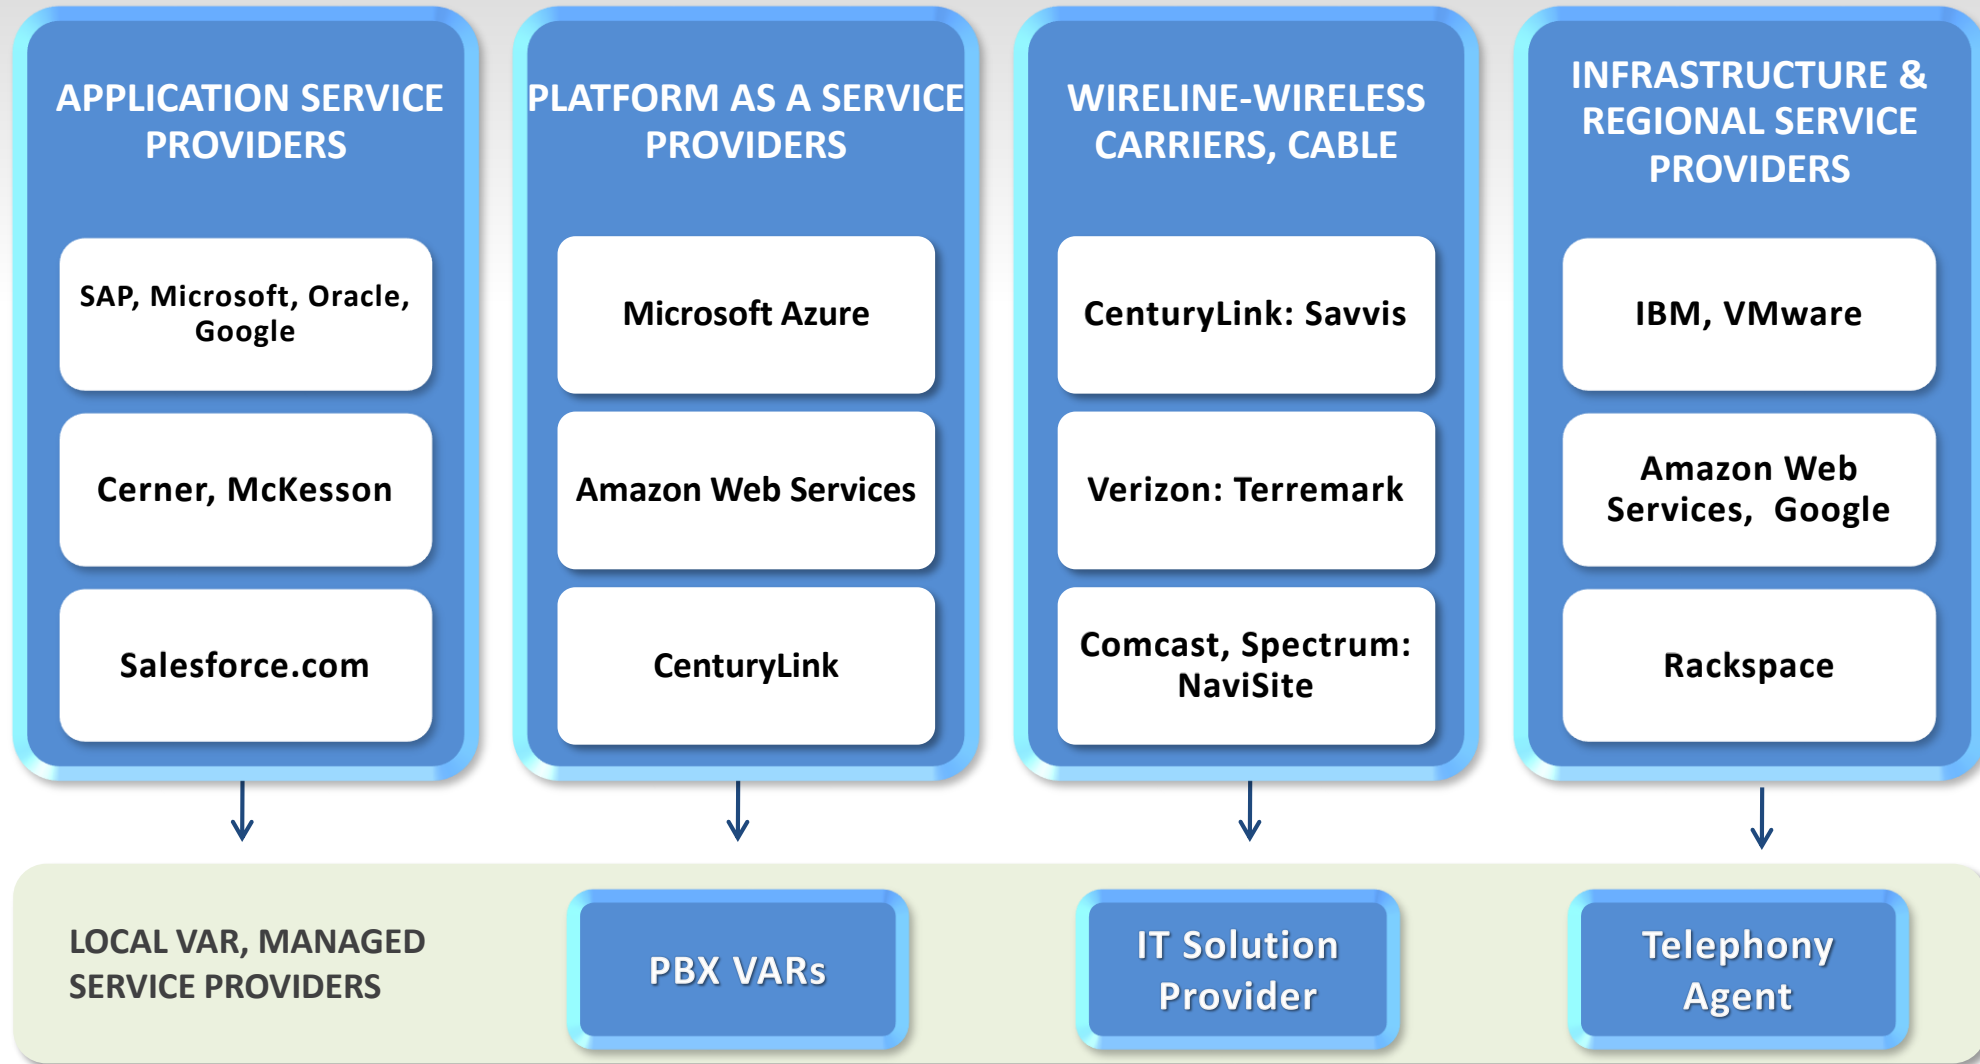 APPLICATION SERVICE
PROVIDERS
SAP, Microsoft, Oracle,
Google
Cerner, McKesson
Salesforce.com
PLATFORM AS A SERVICE
PROVIDERS
Microsoft Azure
Amazon Web Services
CenturyLink
WIRELINE-WIRELESS
CARRIERS, CABLE
CenturyLink: Savvis
Verizon: Terremark
Comcast, Spectrum:
NaviSite
INFRASTRUCTURE &
REGIONAL SERVICE
PROVIDERS
IBM, VMware
Amazon Web
Services, Google
Rackspace
LOCAL VAR, MANAGED
SERVICE PROVIDERS
PBX VARs
IT Solution
Provider
Telephony
Agent